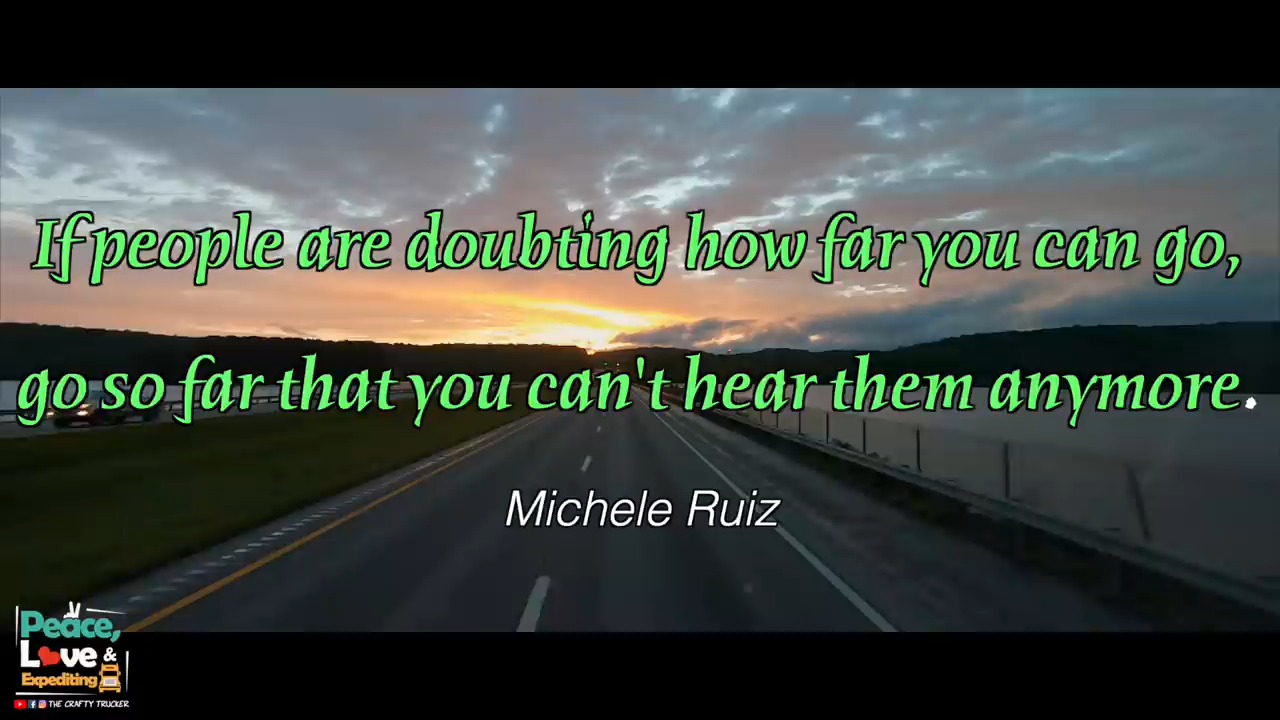 If people are doubting how far you can go,
go so far that you can't hear them anymore.
Michele Ruiz
Peace,
Love &
Expediting
THE CRAFTY TRUCKER